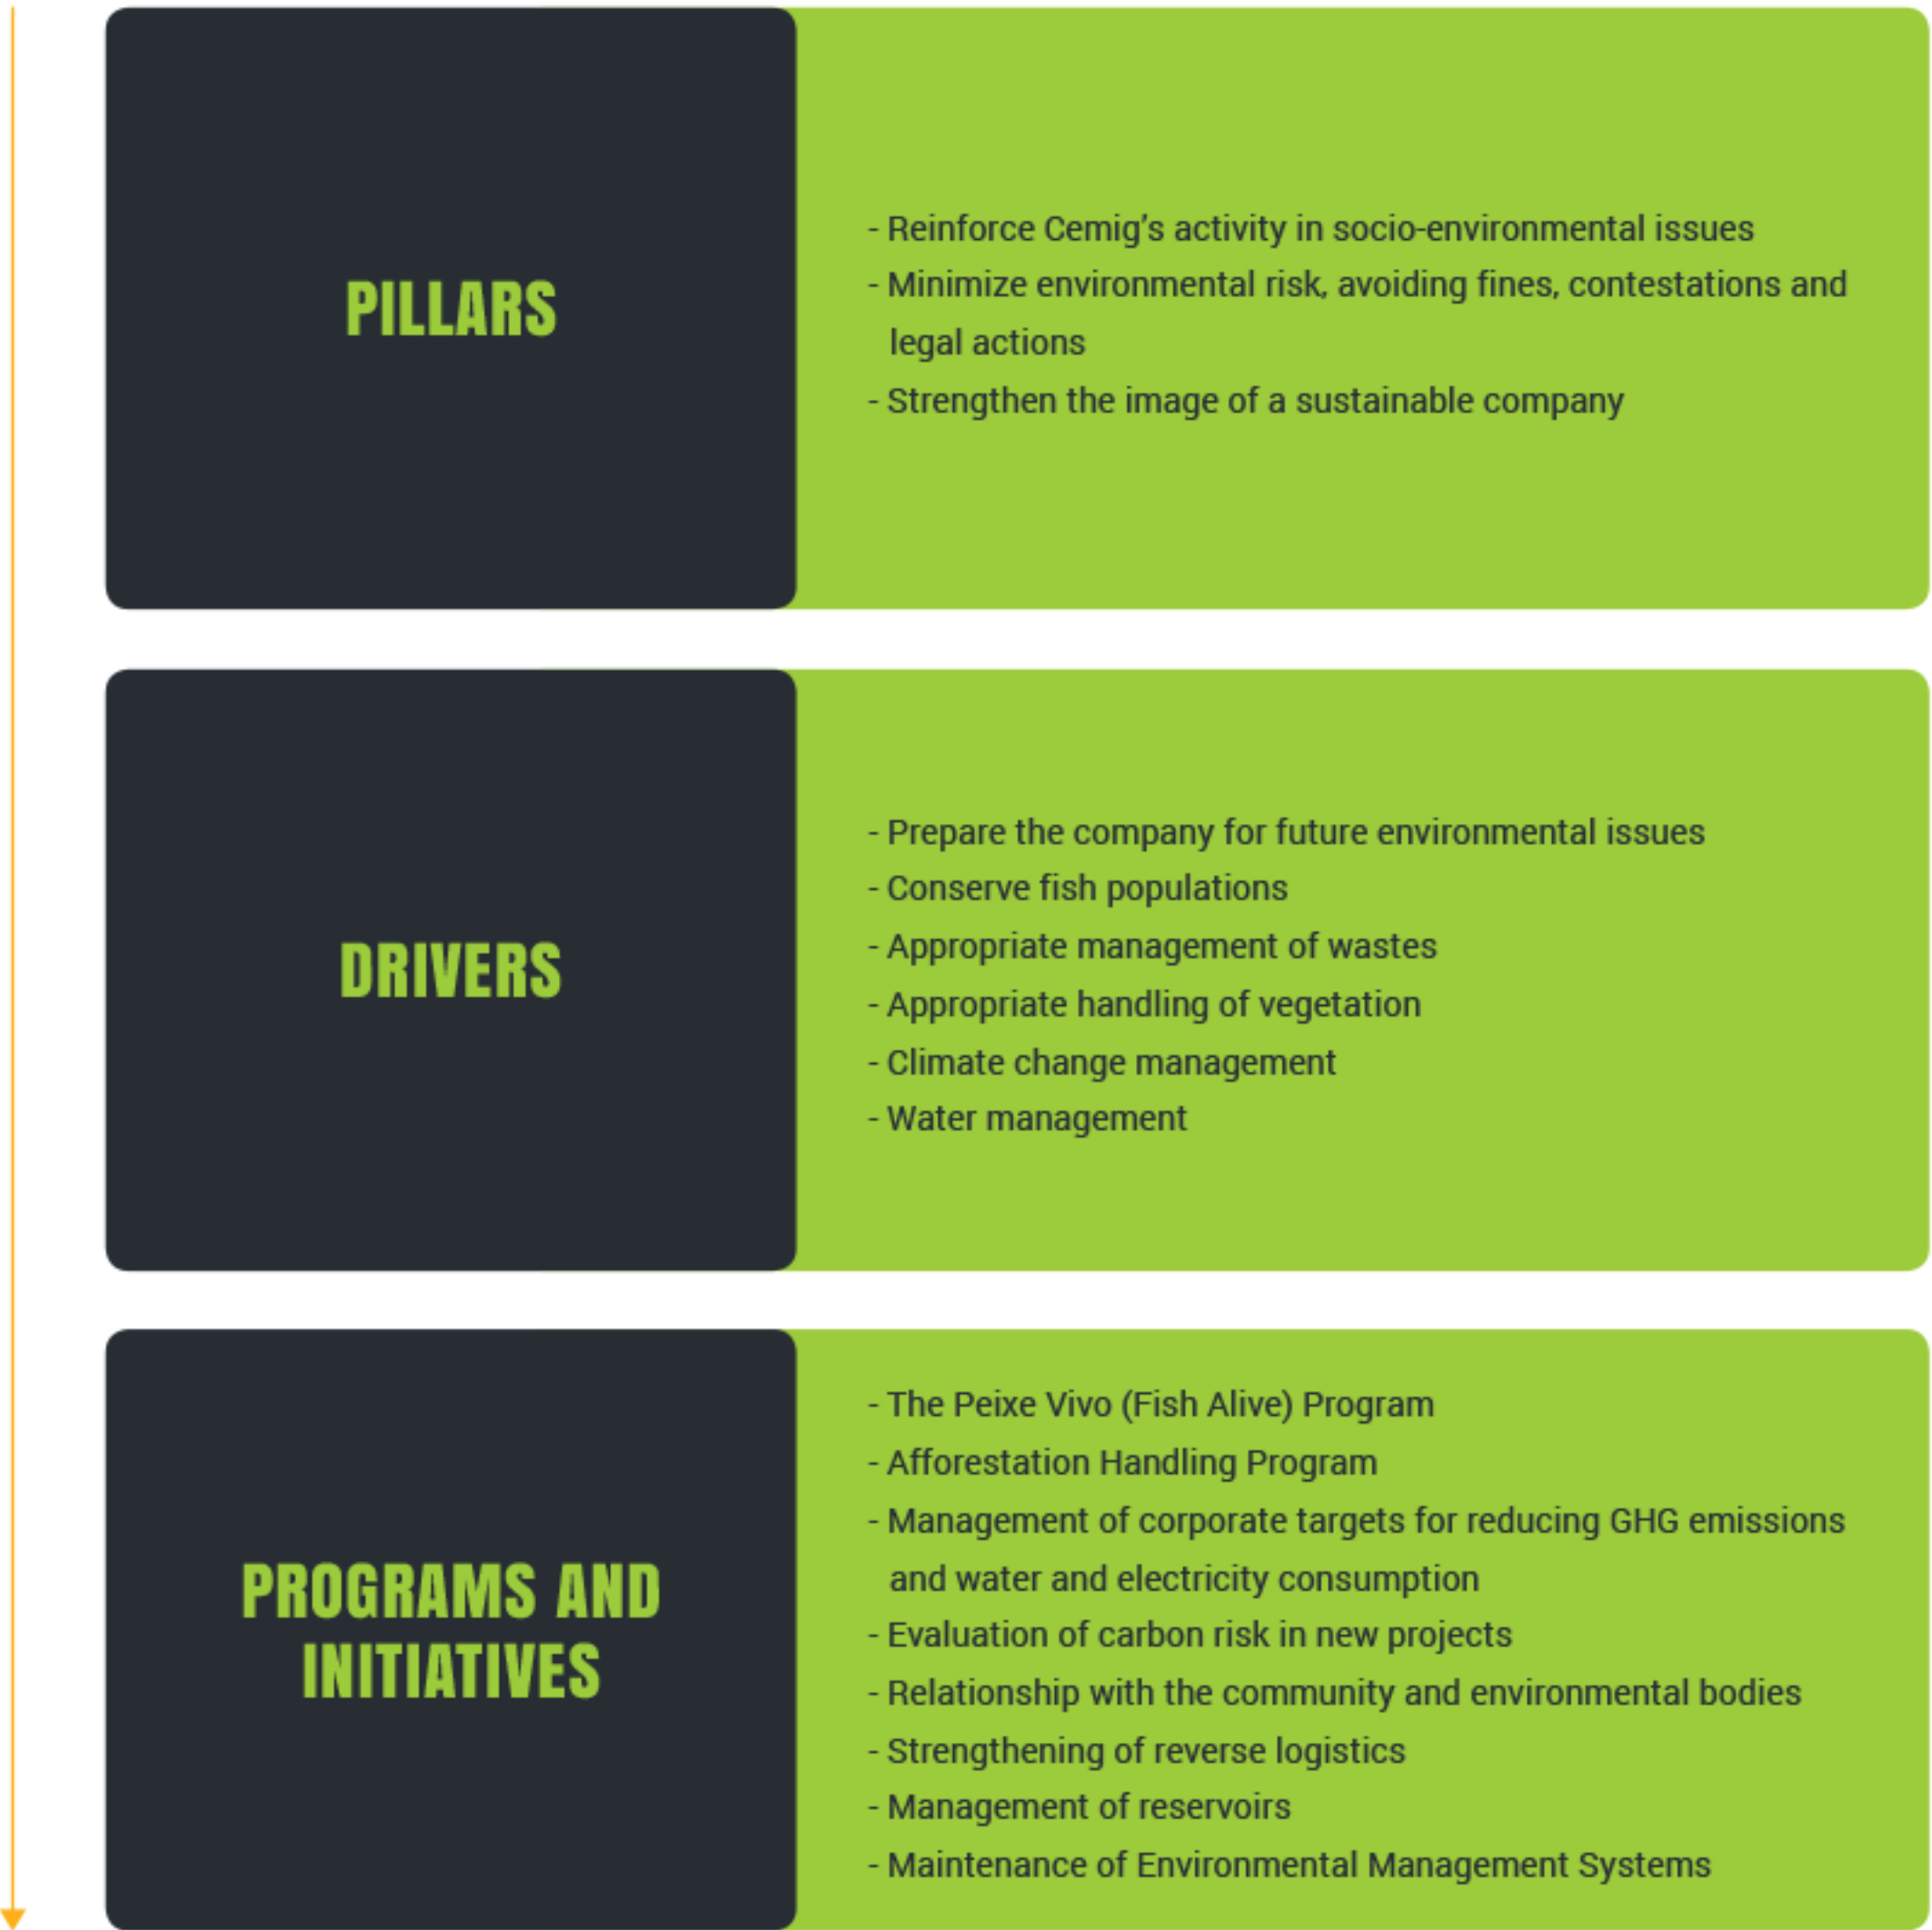 PILLARS
- Reinforce Cemig's activity in socio-environmental issues
- Minimize environmental risk, avoiding fines, contestations and
legal actions
- Strengthen the image of a sustainable company
DRIVERS
- Prepare the company for future environmental issues
- Conserve fish populations
- Appropriate management of wastes
- Appropriate handling of vegetation
- Climate change management
- Water management
PROGRAMS AND
INITIATIVES
- The Peixe Vivo (Fish Alive) Program
- Afforestation Handling Program
- Management of corporate targets for reducing GHG emissions
and water and electricity consumption
- Evaluation of carbon risk in new projects
- Relationship with the community and environmental bodies
- Strengthening of reverse logistics
- Management of reservoirs
- Maintenance of Environmental Management Systems